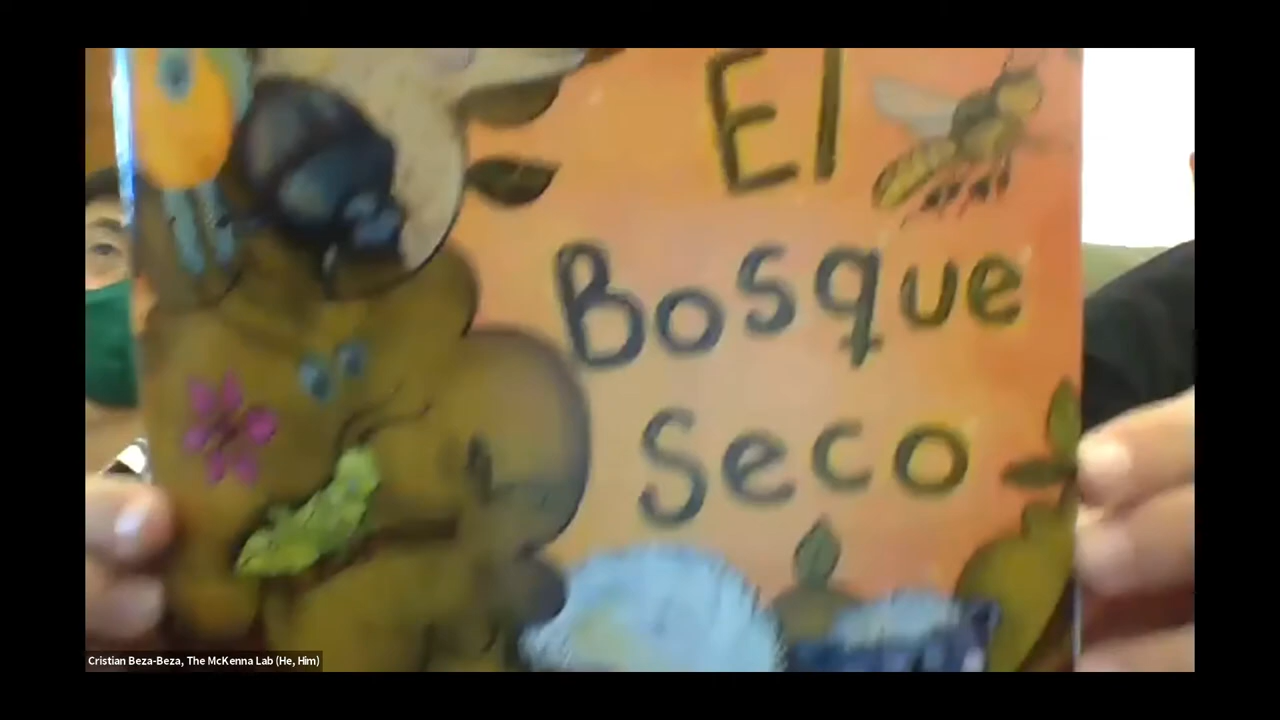 El
Bosque
Seco
Cristian Beza-Beza, The McKenna Lab (He, Him)